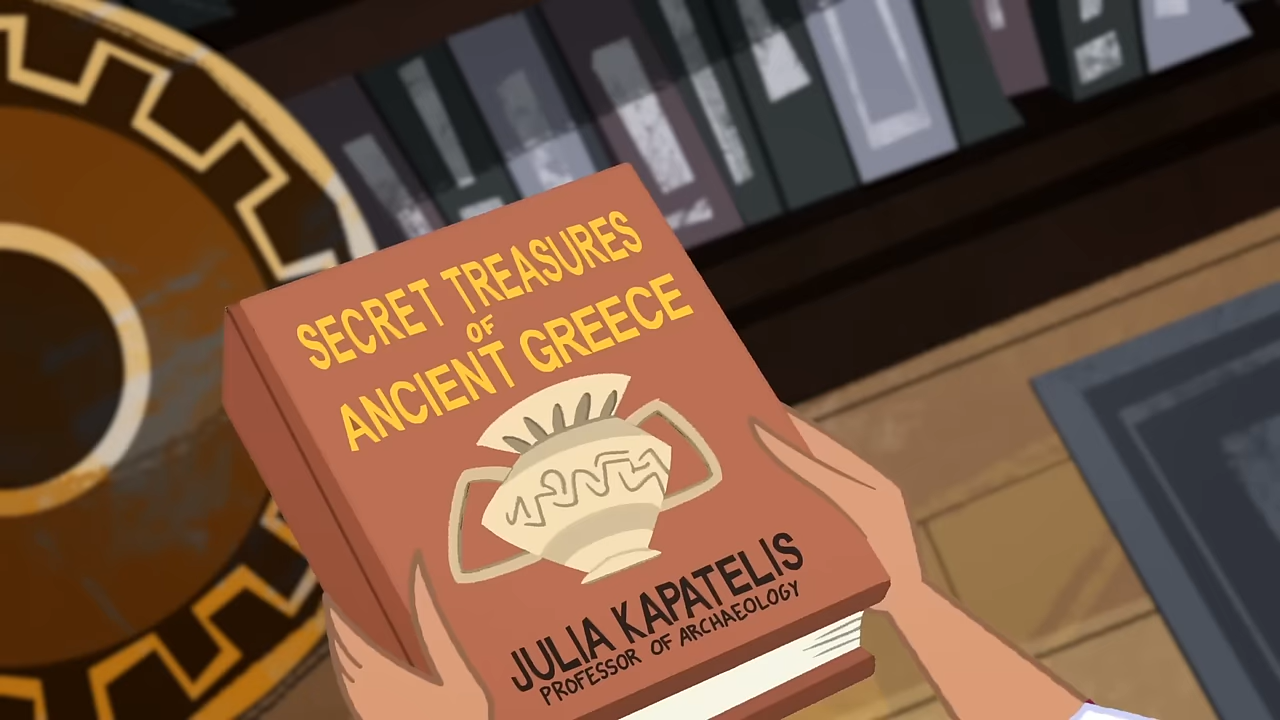 SECRET TREASURES
OF
ANCIENT GREECE
JULIA KAPATELIS
PROFESSOR OF ARCHAEOLOGY